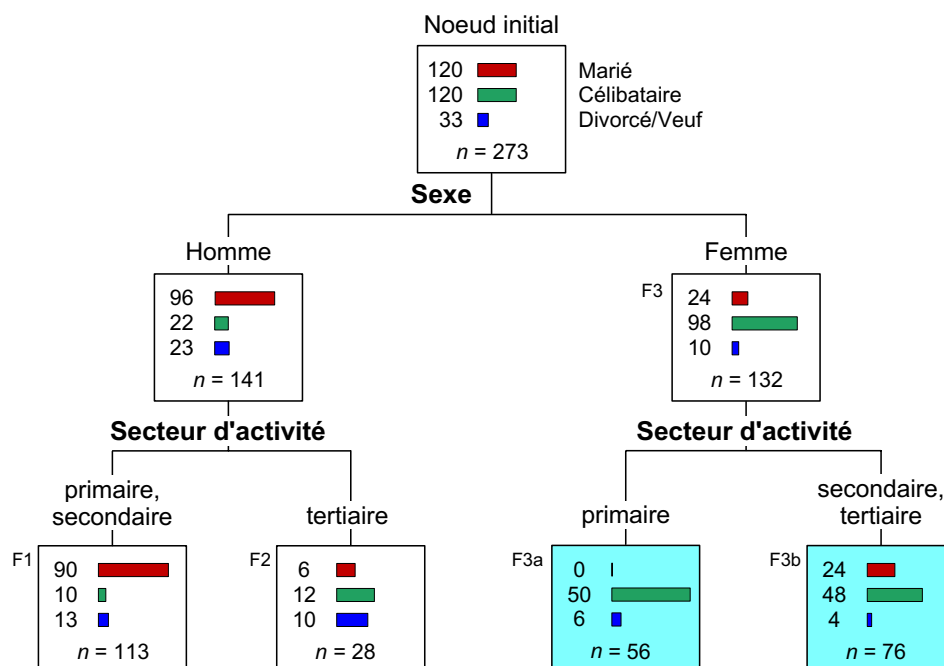 Noeud initial
120 Marié
120 Célibataire
33 Divorcé/Veuf
n = 273
Sexe
Homme
96
22
23
n = 141
Femme
F3
24
98
10
n = 132
Secteur d'activité
Secteur d'activité
primaire,
secondaire
F1
90
10
13
n = 113
tertiaire
F2
6
12
10
n = 28
primaire
F3a
0
50
6
n = 56
secondaire,
tertiaire
F3b
24
48
4
n = 76